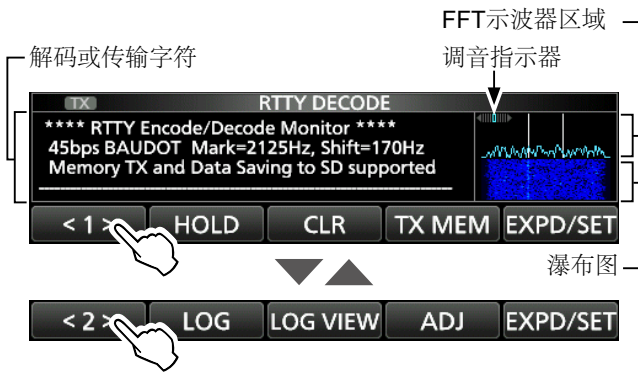 FFT示波器区域
解码或传输字符
调音指示器
TX
RTTY DECODE
**** RTTY Encode/Decode Monitor ****
45bps BAUDOT Mark=2125Hz, Shift=170Hz
Memory TX and Data Saving to SD supported
< 1 >
HOLD
CLR
TX MEM
EXPD/SET
瀑布图
< 2 >
LOG
LOG VIEW
ADJ
EXPD/SET